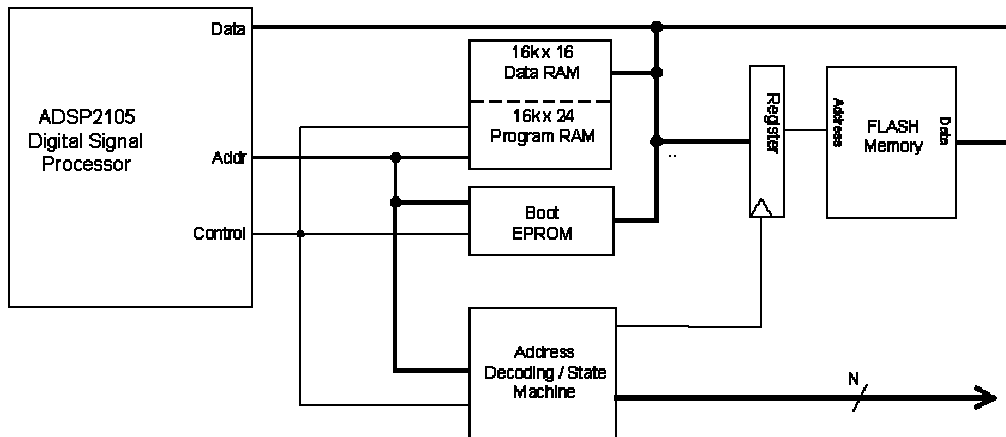 Data
16k x 16
Data RAM
16k x 24
Program RAM
ADSP2105
Digital Signal
Processor
Addr
Control
Boot
EPROM
Register
Address
FLASH
Memory
Data
Address
Decoding / State
Machine
N